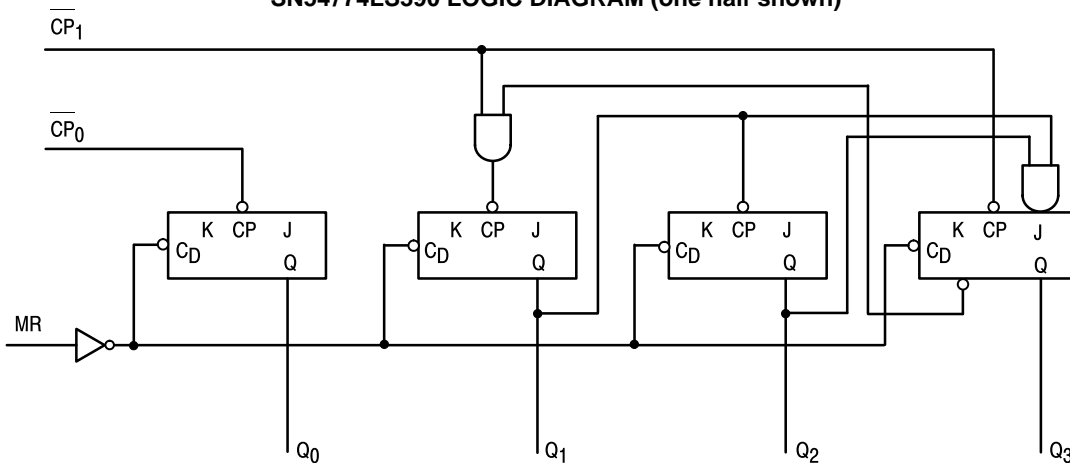 SN54/74LS390 LOGIC DIAGRAM (one half shown)
CP1
CP0
K CP J
CD
Q
K CP J
CD
Q
K CP J
CD
Q
K CP J
CD
Q
MR
Q0
Q1
Q2
Q3